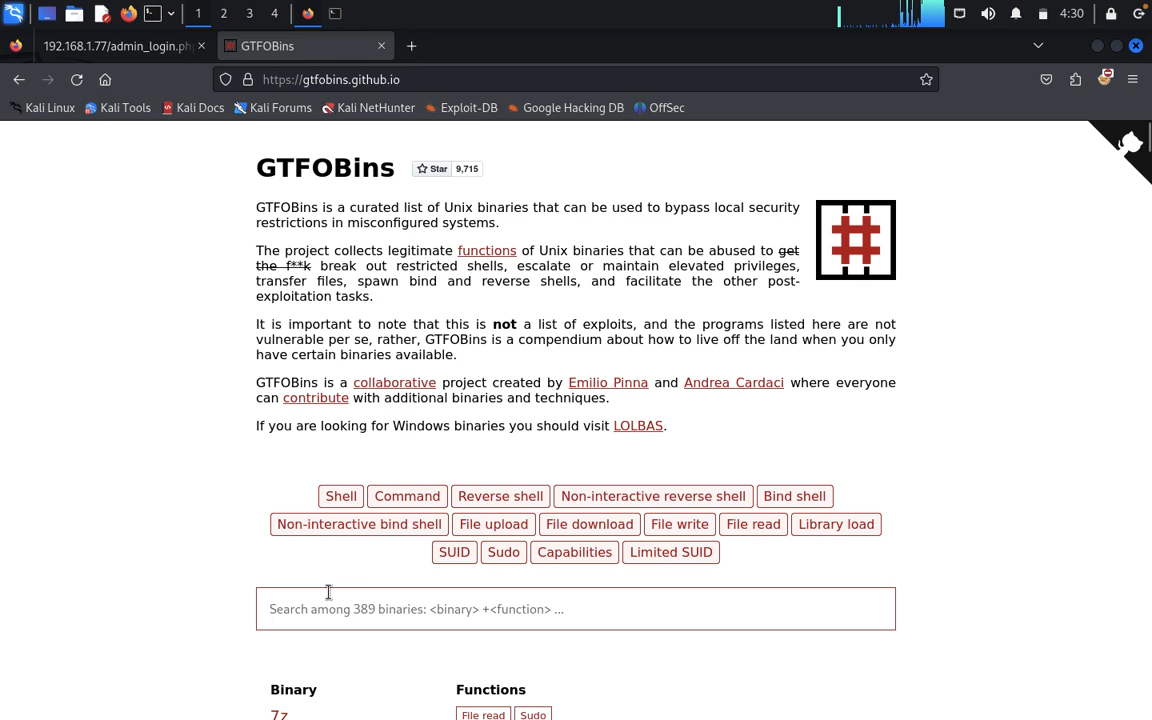 1 2 3 4 4:30
192.168.1.77/admin_login.ph
GTFOBins
https://gtfobins.github.io
Kali Linux Kali Tools Kali Docs Kali Forums Kali NetHunter Exploit-DB Google Hacking DB OffSec
GTFOBins Star 9,715
GTFOBins is a curated list of Unix binaries that can be used to bypass local security
restrictions in misconfigured systems.
The project collects legitimate functions of Unix binaries that can be abused to get
the f**k break out restricted shells, escalate or maintain elevated privileges,
transfer files, spawn bind and reverse shells, and facilitate the other post-
exploitation tasks.
It is important to note that this is not a list of exploits, and the programs listed here are not
vulnerable per se, rather, GTFOBins is a compendium about how to live off the land when you only
have certain binaries available.
GTFOBins is a collaborative project created by Emilio Pinna and Andrea Cardaci where everyone
can contribute with additional binaries and techniques.
If you are looking for Windows binaries you should visit LOLBAS.
Shell Command Reverse shell Non-interactive reverse shell Bind shell
Non-interactive bind shell File upload File download File write File read Library load
SUID Sudo Capabilities Limited SUID
Search among 389 binaries: <binary> +<function> ...
Binary Functions
7z File read Sudo